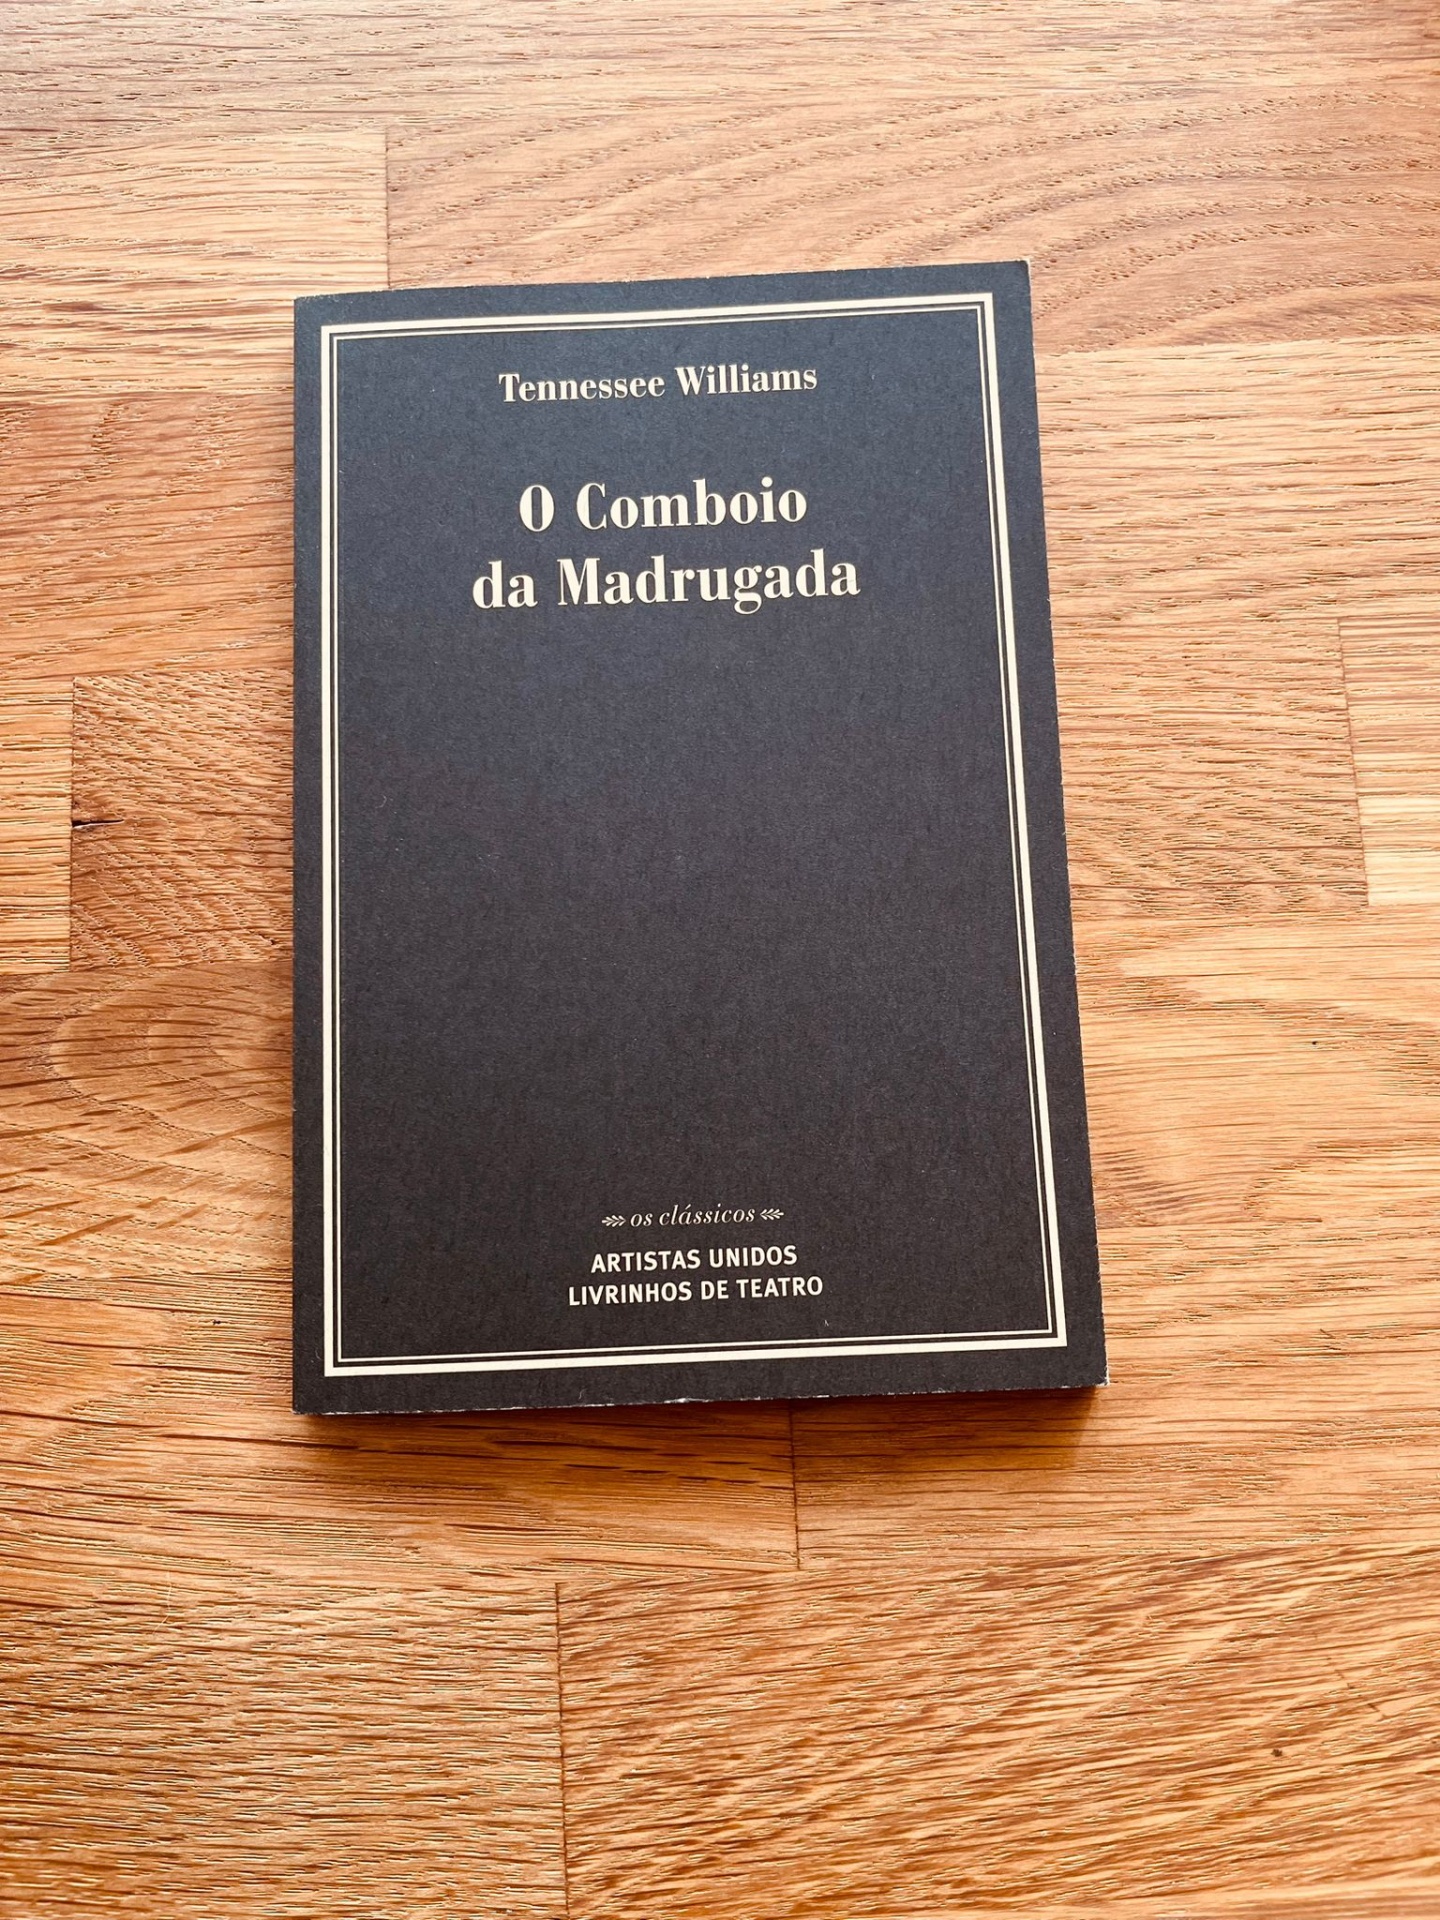 Tennessee Williams
O Comboio
da Madrugada
os clássicos
ARTISTAS UNIDOS
LIVRINHOS DE TEATRO